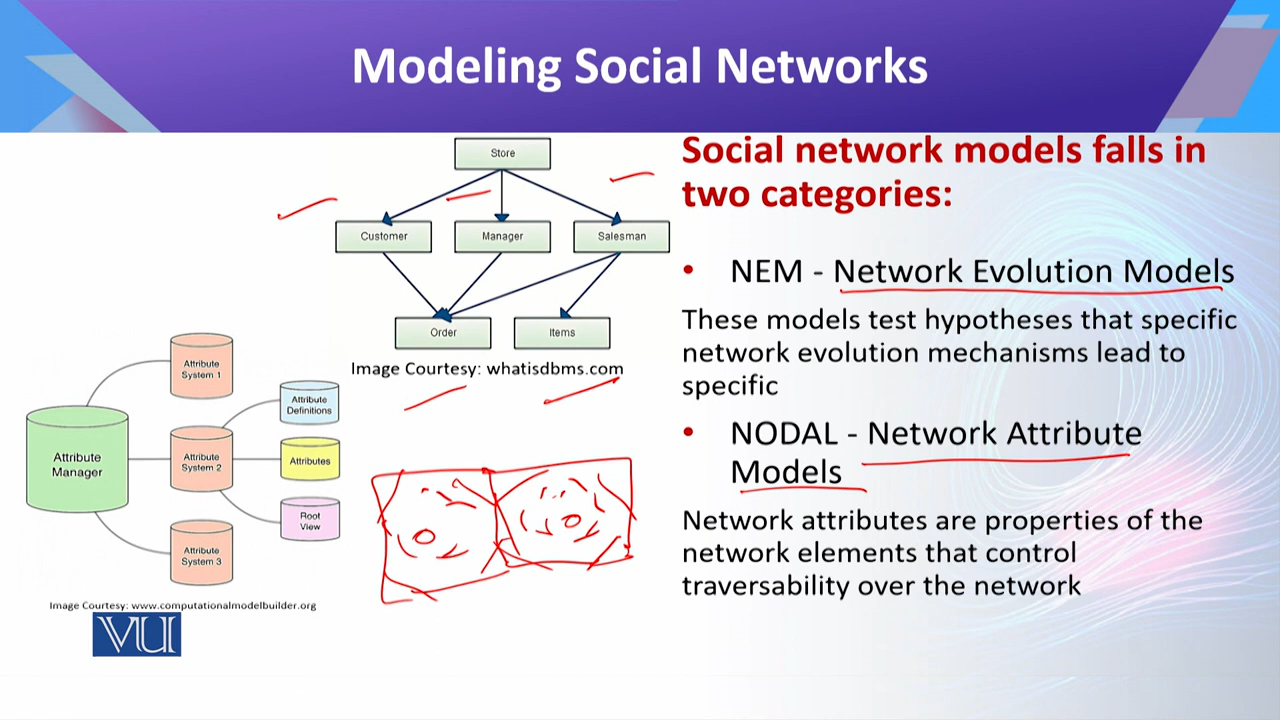 Modeling Social Networks
Store
Customer
Manager
Salesman
Order
Items
Image Courtesy: whatisdbms.com
Attribute
Manager
Attribute
System 1
Attribute
System 2
Attribute
System 3
Attribute
Definitions
Attributes
Root
View
Image Courtesy: www.computationalmodelbuilder.org
VU
Social network models falls in
two categories:
• NEM - Network Evolution Models
These models test hypotheses that specific
network evolution mechanisms lead to
specific
• NODAL - Network Attribute
Models
Network attributes are properties of the
network elements that control
traversability over the network